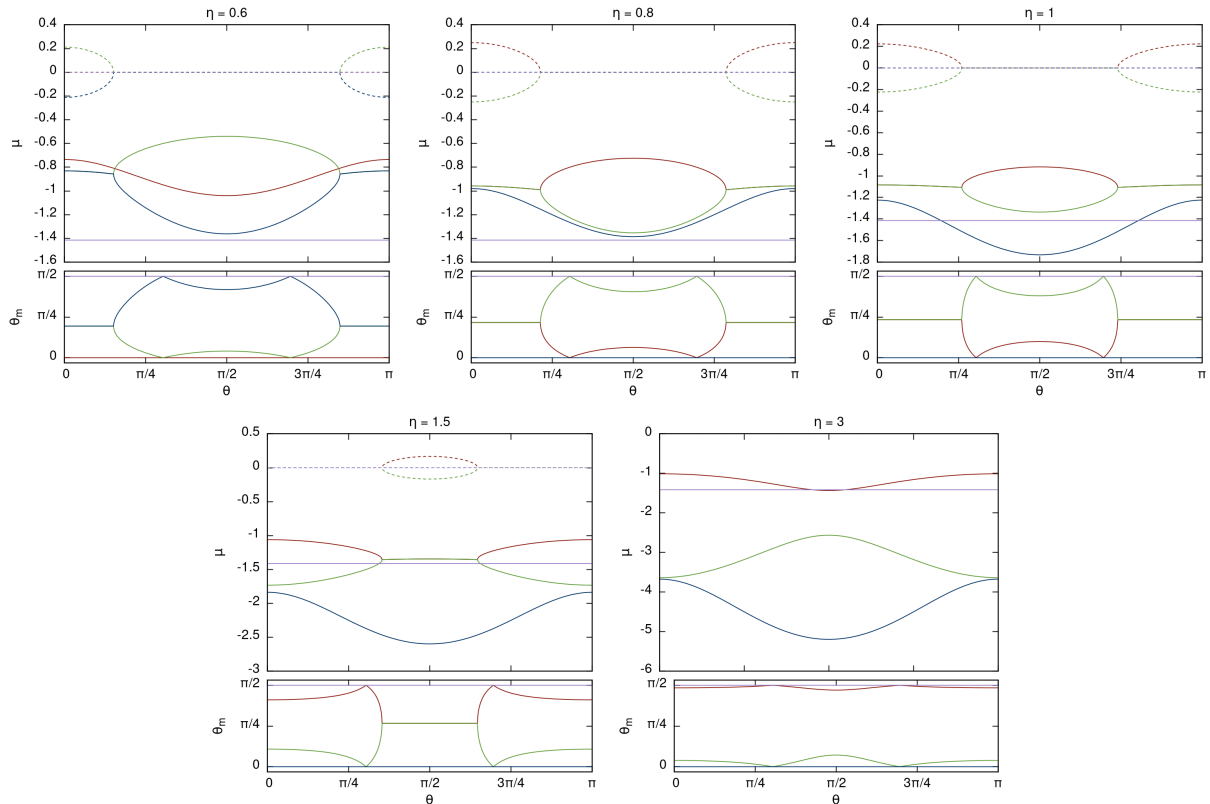 η = 0.6
0.4
0.2
0
-0.2
-0.4
-0.6
-0.8
-1
-1.2
-1.4
-1.6
μ
π/2
π/4
0
θm
0
π/4
π/2
3π/4
π
θ
η = 0.8
0.4
0.2
0
-0.2
-0.4
-0.6
-0.8
-1
-1.2
-1.4
-1.6
μ
π/2
π/4
0
θm
0
π/4
π/2
3π/4
π
θ
η = 1
0.4
0.2
0
-0.2
-0.4
-0.6
-0.8
-1
-1.2
-1.4
-1.6
-1.8
μ
π/2
π/4
0
θm
0
π/4
π/2
3π/4
π
θ
η = 1.5
0.5
0
-0.5
-1
-1.5
-2
-2.5
-3
μ
π/2
π/4
0
θm
0
π/4
π/2
3π/4
π
θ
η = 3
0
-1
-2
-3
-4
-5
-6
μ
π/2
π/4
0
θm
0
π/4
π/2
3π/4
π
θ